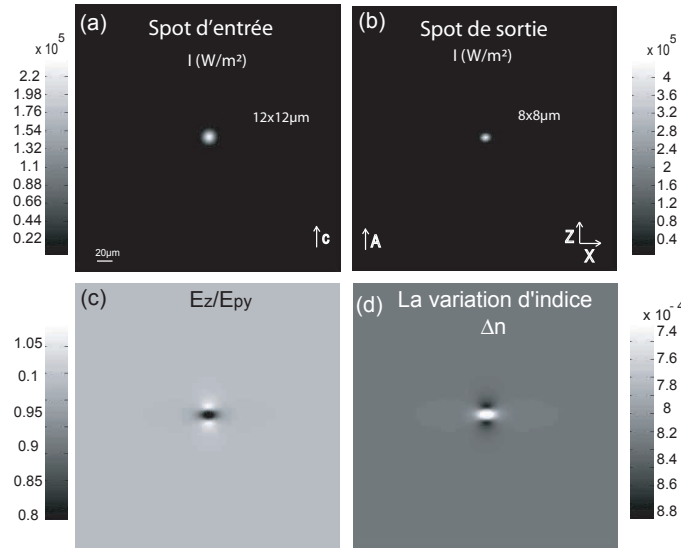 (a) Spot d'entrée
I (W/m²)
12x12µm
20µm
c
x 10⁵
2.2
1.98
1.76
1.54
1.32
1.1
0.88
0.66
0.44
0.22
(b) Spot de sortie
I (W/m²)
8x8µm
A
Z
X
x 10⁵
4
3.6
3.2
2.8
2.4
2
1.6
1.2
0.8
0.4
(c) Ez/Epy
1.05
0.1
0.95
0.9
0.85
0.8
(d) La variation d'indice
Δn
x 10⁻⁴
7.4
7.6
7.8
8
8.2
8.4
8.6
8.8